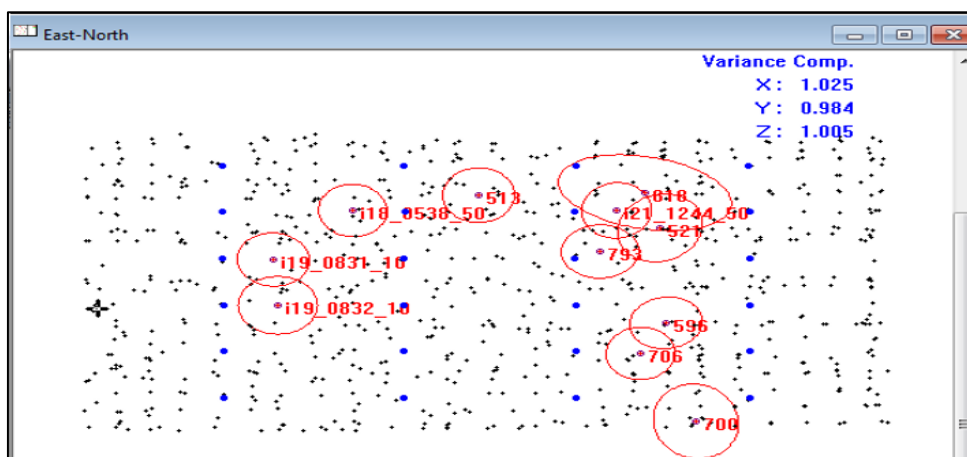 East-North
Variance Comp.
X: 1.025
Y: 0.984
Z: 1.005
513
818
i18_0538_50
i21_1244_50
521
793
i19_0831_10
i19_0832_10
596
706
700